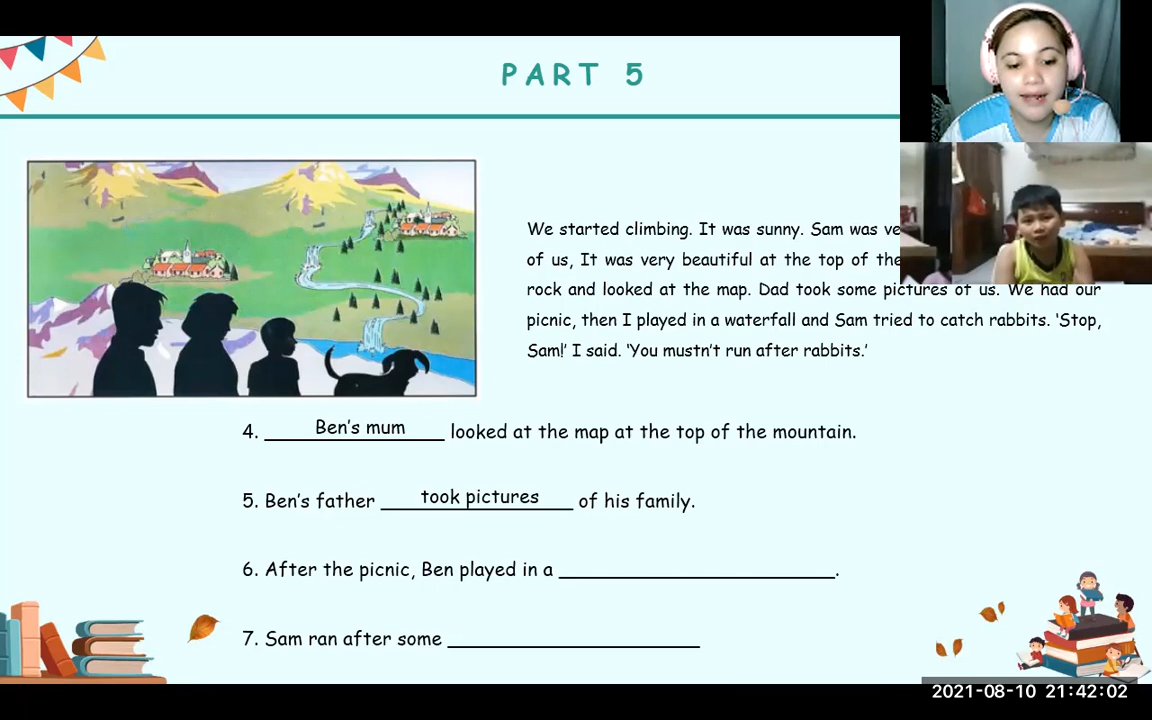 PART 5
We started climbing. It was sunny. Sam was
of us, It was very beautiful at the top of the
rock and looked at the map. Dad took some pictures of us. We had our
picnic, then I played in a waterfall and Sam tried to catch rabbits. ‘Stop,
Sam!’ I said. ‘You mustn’t run after rabbits.’
4. Ben’s mum looked at the map at the top of the mountain.
5. Ben’s father took pictures of his family.
6. After the picnic, Ben played in a ____________________.
7. Sam ran after some ____________________
2021-08-10 21:42:02